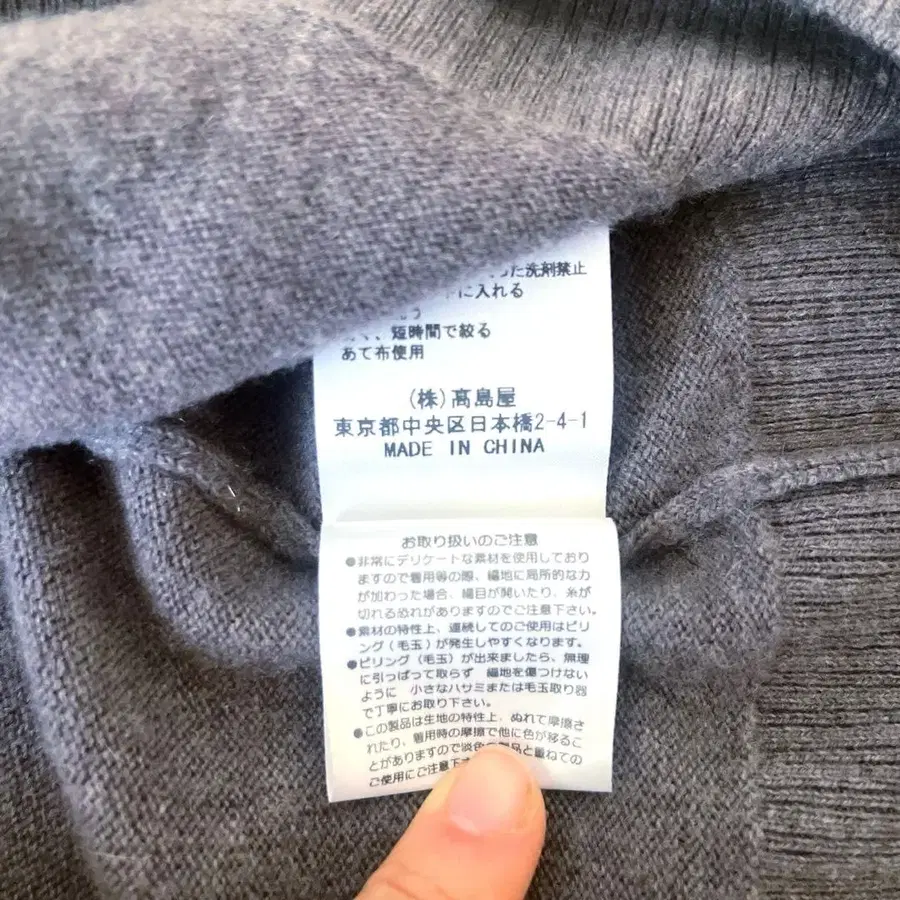 た洗剤禁止
に入れる
う
く、短時間で絞る
あて布使用
(株)髙島屋
東京都中央区日本橋2-4-1
MADE IN CHINA
お取り扱いのご注意
●非常にデリケートな素材を使用しており
ますので着用等の際、編地に局所的な力
が加わった場合、編目が開いたり、糸が
切れる恐れがありますのでご注意下さい。
●素材の特性上、連続してのご使用はピリ
ング(毛玉)が発生しやすくなります。
●ピリング(毛玉)が出来ましたら、無理
に引っぱって取らず 編地を傷つけない
ように 小さなハサミまたは毛玉取り器
で丁寧にお取り下さい。
●この製品は生地の特性上、ぬれて摩擦さ
れたり、着用時の摩擦で他に色が移るこ
とがありますので淡色 品と重ねての
ご使用にご注意下